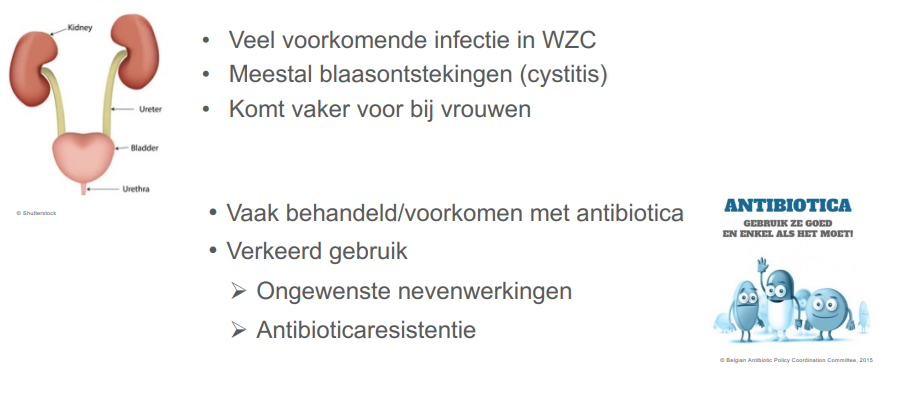 Kidney
Ureter
Bladder
Urethra
© Shutterstock
• Veel voorkomende infectie in WZC
• Meestal blaasontstekingen (cystitis)
• Komt vaker voor bij vrouwen
• Vaak behandeld/voorkomen met antibiotica
• Verkeerd gebruik
➢ Ongewenste nevenwerkingen
➢ Antibioticaresistentie
ANTIBIOTICA
GEBRUIK ZE GOED
EN ENKEL ALS HET MOET!
© Belgian Antibiotic Policy Coordination Committee, 2015